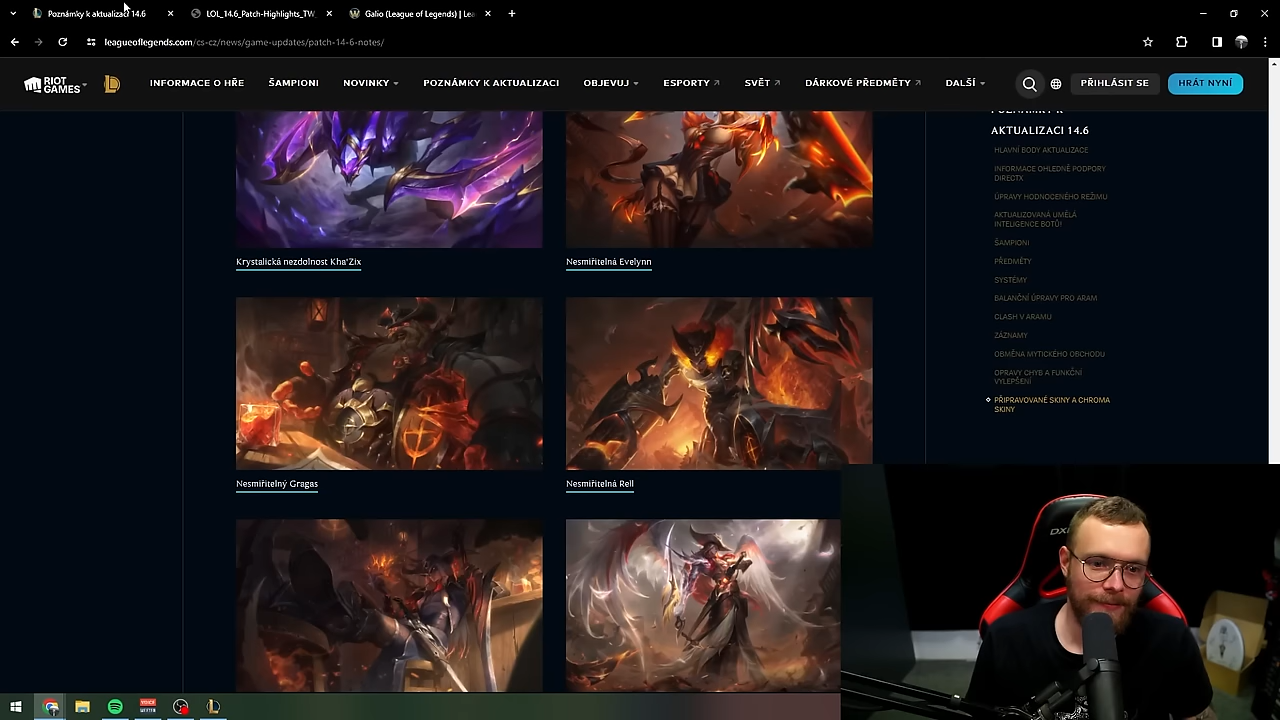 Poznámky k aktualizaci 14.6
LOL_14.6_Patch-Highlights_TW_
Galio (League of Legends) | Lea
leagueoflegends.com/cs-cz/news/game-updates/patch-14-6-notes/
RIOT
GAMES
INFORMACE O HŘE
ŠAMPIONI
NOVINKY
POZNÁMKY K AKTUALIZACI
OBJEVUJ
ESPORTY
SVĚT
DÁRKOVÉ PŘEDMĚTY
DALŠÍ
PŘIHLÁSIT SE
HRÁT NYNÍ
POZNÁMKY K
AKTUALIZACI 14.6
HLAVNÍ BODY AKTUALIZACE
INFORMACE OHLEDNĚ PODPORY
DIRECTX
ÚPRAVY HODNOCENÉHO REŽIMU
AKTUALIZOVANÁ UMĚLÁ
INTELIGENCE BOTŮ!
ŠAMPIONI
PŘEDMĚTY
SYSTÉMY
BALANČNÍ ÚPRAVY PRO ARAM
CLASH V ARAMU
ZÁZNAMY
OBMĚNA MYTICKÉHO OBCHODU
OPRAVY CHYB A FUNKČNÍ
VYLEPŠENÍ
PŘIPRAVOVANÉ SKINY A CHROMA
SKINY
Krystalická nezdolnost Kha'Zix
Nesmiřitelná Evelynn
Nesmiřitelný Gragas
Nesmiřitelná Rell